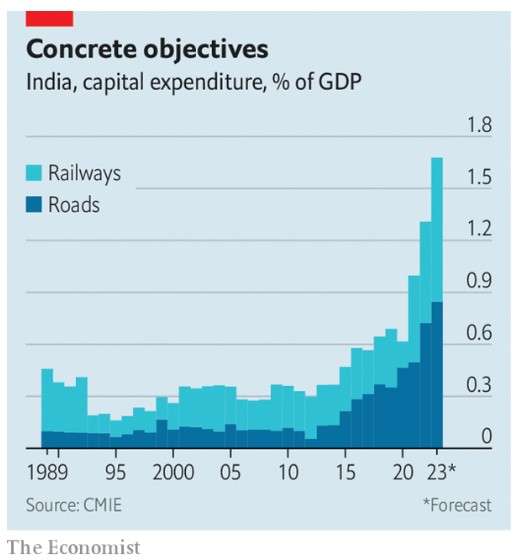 Concrete objectives
India, capital expenditure, % of GDP
1.8
Railways
1.5
Roads
1.2
0.9
0.6
0.3
0
1989 95 2000 05 10 15 20 23*
Source: CMIE *Forecast
The Economist